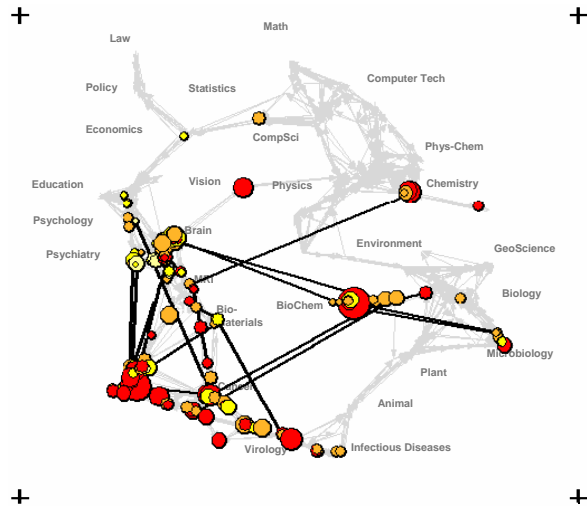 Math
Law
Computer Tech
Policy
Statistics
Economics
CompSci
Phys-Chem
Vision
Physics
Chemistry
Education
Psychology
Brain
Environment
GeoScience
Psychiatry
MRI
Biology
BioChem
Bio-
Materials
Microbiology
Plant
Cancer
Animal
Virology
Infectious Diseases